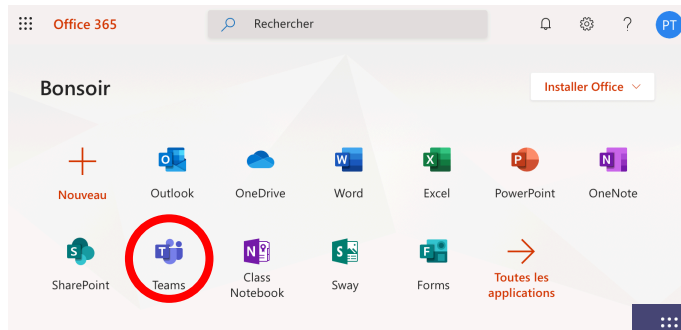 Office 365
Rechercher
?
PT
Bonsoir
Installer Office
Nouveau
Outlook
OneDrive
Word
Excel
PowerPoint
OneNote
SharePoint
Teams
Class
Notebook
Sway
Forms
Toutes les
applications